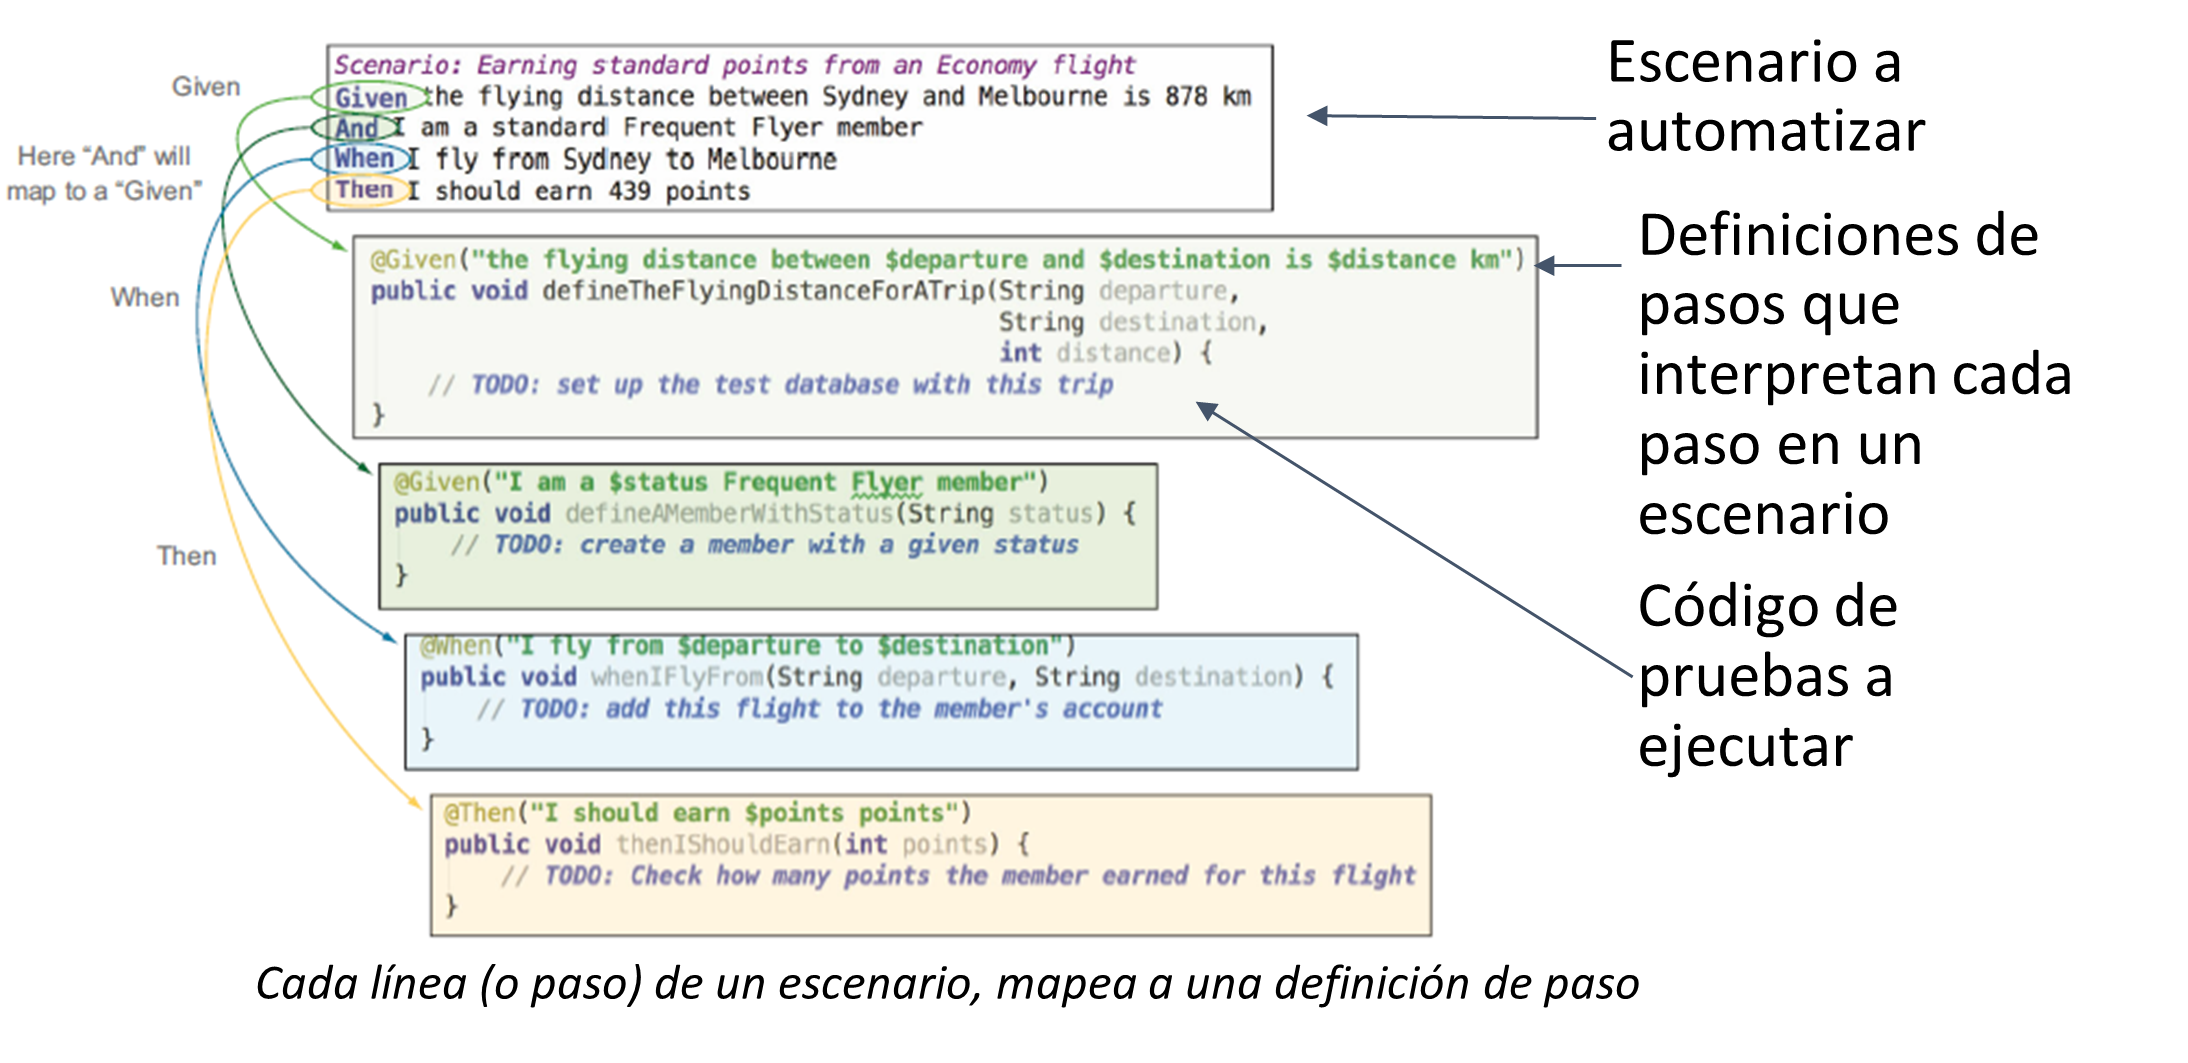 Given
Here “And” will
map to a “Given”
When
Then
Scenario: Earning standard points from an Economy flight
Given the flying distance between Sydney and Melbourne is 878 km
And I am a standard Frequent Flyer member
When I fly from Sydney to Melbourne
Then I should earn 439 points
@Given("the flying distance between $departure and $destination is $distance km")
public void defineTheFlyingDistanceForATrip(String departure,
String destination,
int distance) {
// TODO: set up the test database with this trip
}
@Given("I am a $status Frequent Flyer member")
public void defineAMemberWithStatus(String status) {
// TODO: create a member with a given status
}
@When("I fly from $departure to $destination")
public void whenIFlyFrom(String departure, String destination) {
// TODO: add this flight to the member's account
}
@Then("I should earn $points points")
public void thenIShouldEarn(int points) {
// TODO: Check how many points the member earned for this flight
}
Escenario a
automatizar
Definiciones de
pasos que
interpretan cada
paso en un
escenario
Código de
pruebas a
ejecutar
Cada línea (o paso) de un escenario, mapea a una definición de paso